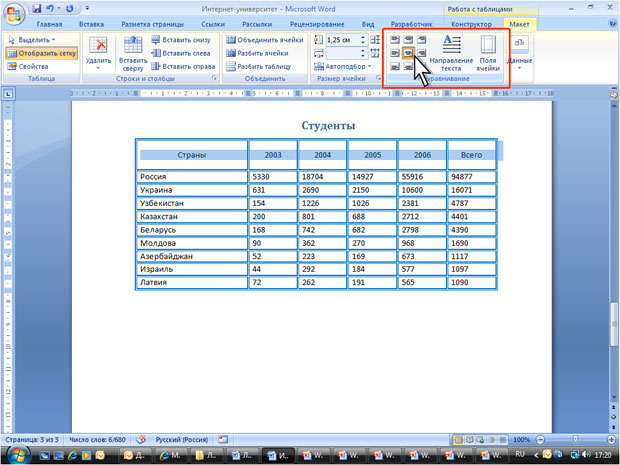 Интернет-университет - Microsoft Word
Работа с таблицами
Главная Вставка Разметка страницы Ссылки Рассылки Рецензирование Вид Разработчик Конструктор Макет
Выделить
Отобразить сетку
Свойства
Таблица
Удалить
Вставить сверху
Вставить снизу
Вставить слева
Вставить справа
Строки и столбцы
Объединить ячейки
Разбить ячейки
Разбить таблицу
Объединить
1,25 см
Автоподбор
Размер ячейки
Направление текста
Поля ячейки
Данные
Студенты
Страны 2003 2004 2005 2006 Всего
Россия 5330 18704 14927 55916 94877
Украина 631 2690 2150 10600 16071
Узбекистан 154 1226 1026 2381 4787
Казахстан 200 801 688 2712 4401
Беларусь 168 742 682 2798 4390
Молдова 90 362 270 968 1690
Азербайджан 52 223 169 673 1117
Израиль 44 292 184 577 1097
Латвия 72 262 191 565 1090
Страница: 3 из 3 Число слов: 6/680 Русский (Россия) 100%
RU 17:20